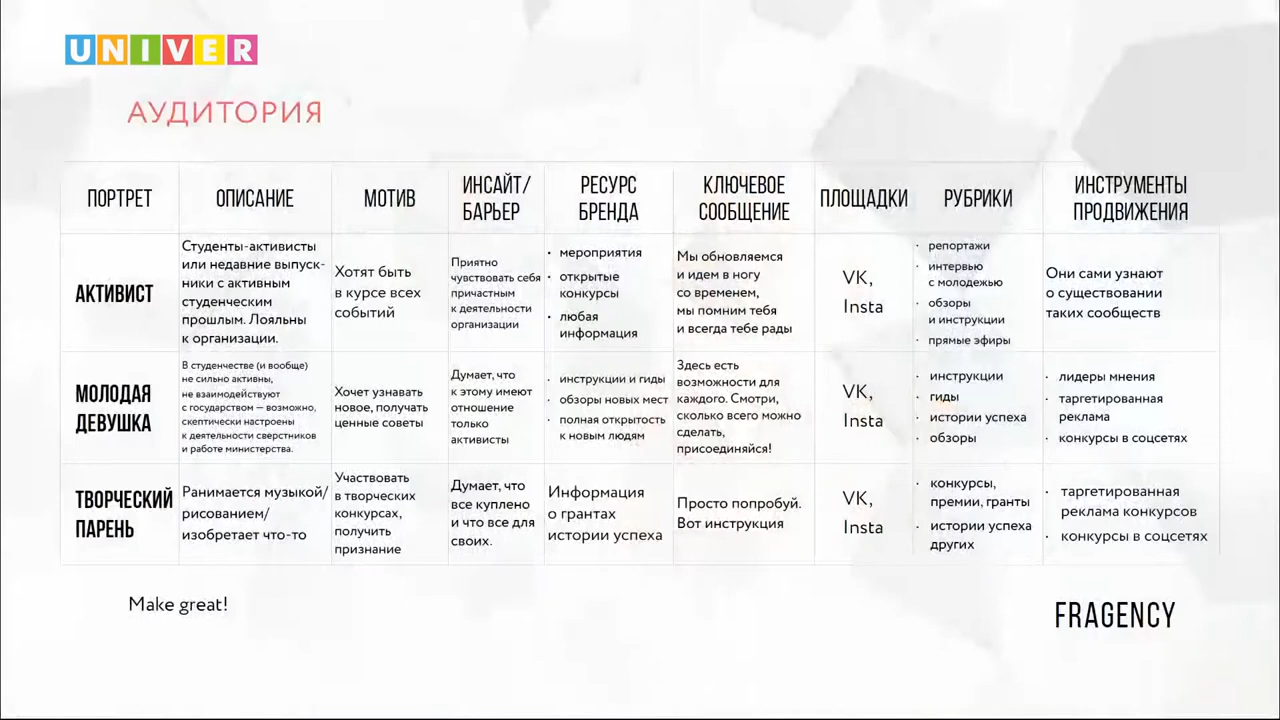 UNIVER
АУДИТОРИЯ
ПОРТРЕТ
ОПИСАНИЕ
МОТИВ
ИНСАЙТ/
БАРЬЕР
РЕСУРС
БРЕНДА
КЛЮЧЕВОЕ
СООБЩЕНИЕ
ПЛОЩАДКИ
РУБРИКИ
ИНСТРУМЕНТЫ
ПРОДВИЖЕНИЯ
АКТИВИСТ
Студенты-активисты
или недавние выпуск-
ники с активным
студенческим
прошлым. Лояльны
к организации.
Хотят быть
в курсе всех
событий
Приятно
чувствовать себя
причастным
к деятельности
организации
· мероприятия
· открытые
конкурсы
· любая
информация
Мы обновляемся
и идем в ногу
со временем,
мы помним тебя
и всегда тебе рады
VK,
Insta
· репортажи
· интервью
с молодежью
· обзоры
и инструкции
· прямые эфиры
Они сами узнают
о существовании
таких сообществ
МОЛОДАЯ
ДЕВУШКА
В студенчестве (и вообще)
не сильно активны,
не взаимодействуют
с государством — возможно,
скептически настроены
к деятельности сверстников
и работе министерства.
Хочет узнавать
новое, получать
ценные советы
Думает, что
к этому имеют
отношение
только
активисты
· инструкции и гиды
· обзоры новых мест
· полная открытость
к новым людям
Здесь есть
возможности для
каждого. Смотри,
сколько всего можно
сделать,
присоединяйся!
VK,
Insta
· инструкции
· гиды
· истории успеха
· обзоры
· лидеры мнения
· таргетированная
реклама
· конкурсы в соцсетях
ТВОРЧЕСКИЙ
ПАРЕНЬ
Ранимается музыкой/
рисованием/
изобретает что-то
Участвовать
в творческих
конкурсах,
получить
признание
Думает, что
все куплено
и что все для
своих.
Информация
о грантах
истории успеха
Просто попробуй.
Вот инструкция
VK,
Insta
· конкурсы,
премии, гранты
· истории успеха
других
· таргетированная
реклама конкурсов
· конкурсы в соцсетях
Make great!
FRAGENCY